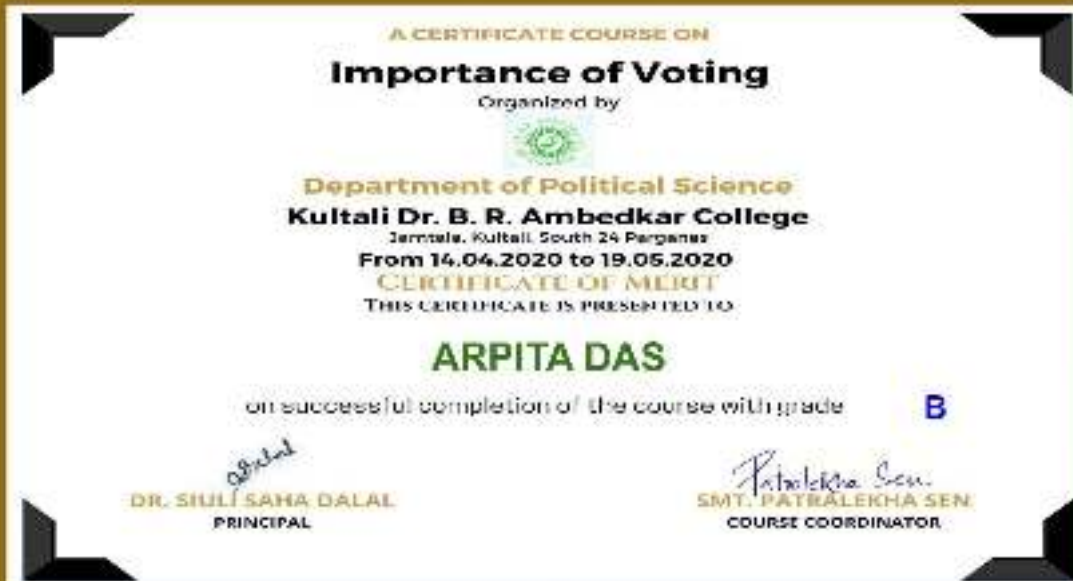 A CERTIFICATE COURSE ON
Importance of Voting
Organized by
Department of Political Science
Kultali Dr. B. R. Ambedkar College
Jamtala, Kultali, South 24 Parganas
From 14.04.2020 to 19.05.2020
CERTIFICATE OF MERIT
THIS CERTIFICATE IS PRESENTED TO
ARPITA DAS
on successful completion of the course with grade B
Patralekha Sen.
DR. SIULI SAHA DALAL
SMT. PATRALEKHA SEN
PRINCIPAL
COURSE COORDINATOR